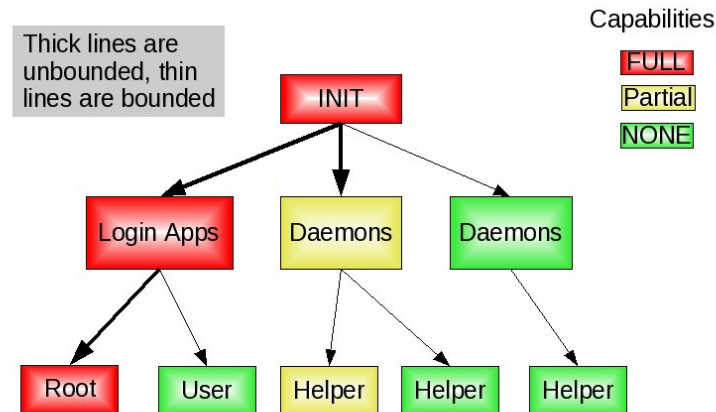 Capabilities
Thick lines are
unbounded, thin
lines are bounded
FULL
INIT
Partial
NONE
Login Apps
Daemons
Daemons
Root
User
Helper
Helper
Helper